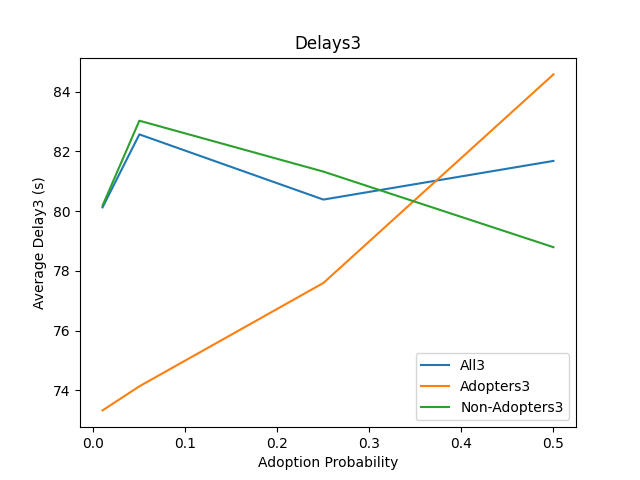 Delays3
Average Delay3 (s)
84
82
80
78
76
74
0.0 0.1 0.2 0.3 0.4 0.5
Adoption Probability
All3
Adopters3
Non-Adopters3